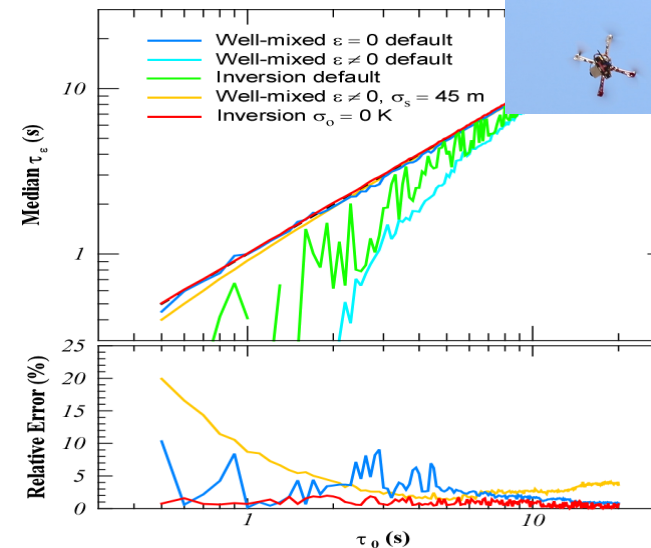 Well-mixed ε = 0 default
Well-mixed ε ≠ 0 default
Inversion default
Well-mixed ε ≠ 0, σs = 45 m
Inversion σo = 0 K
10
1
Median τε (s)
25
20
15
10
5
0
Relative Error (%)
1 10
τo (s)